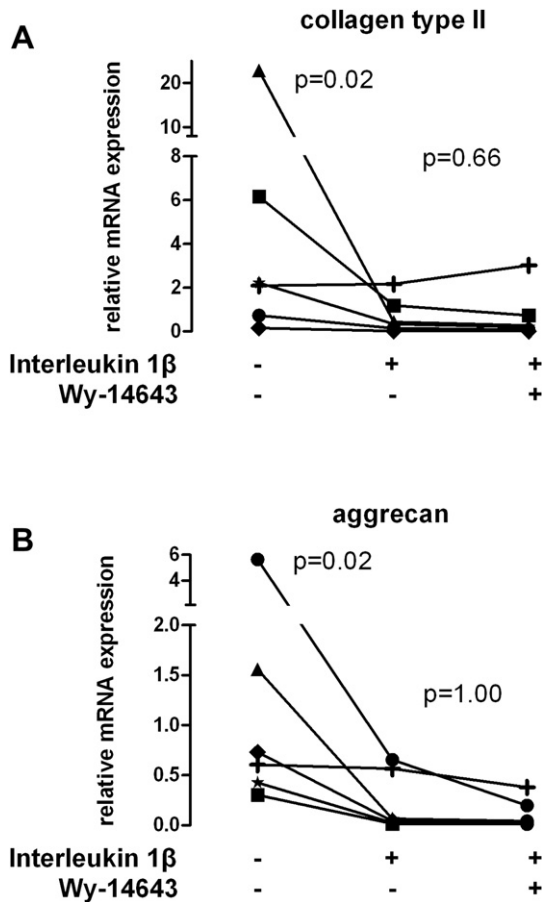 collagen type II
A
20
10
8
6
4
2
0
relative mRNA expression
p=0.02
p=0.66
Interleukin 1β - + +
Wy-14643 - - +
aggrecan
B
6
4
2.0
1.5
1.0
0.5
0.0
relative mRNA expression
p=0.02
p=1.00
Interleukin 1β - + +
Wy-14643 - - +